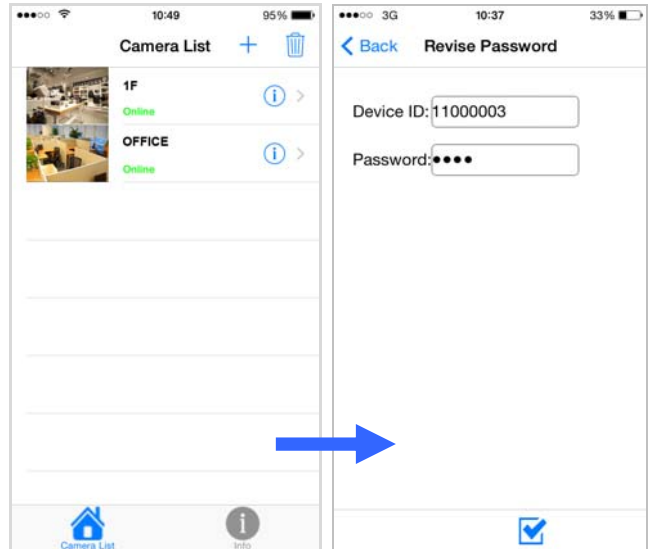 10:49
95%
Camera List
1F
Online
OFFICE
Online
Camera List
Info
3G
10:37
33%
Back
Revise Password
Device ID: 11000003
Password: ●●●●